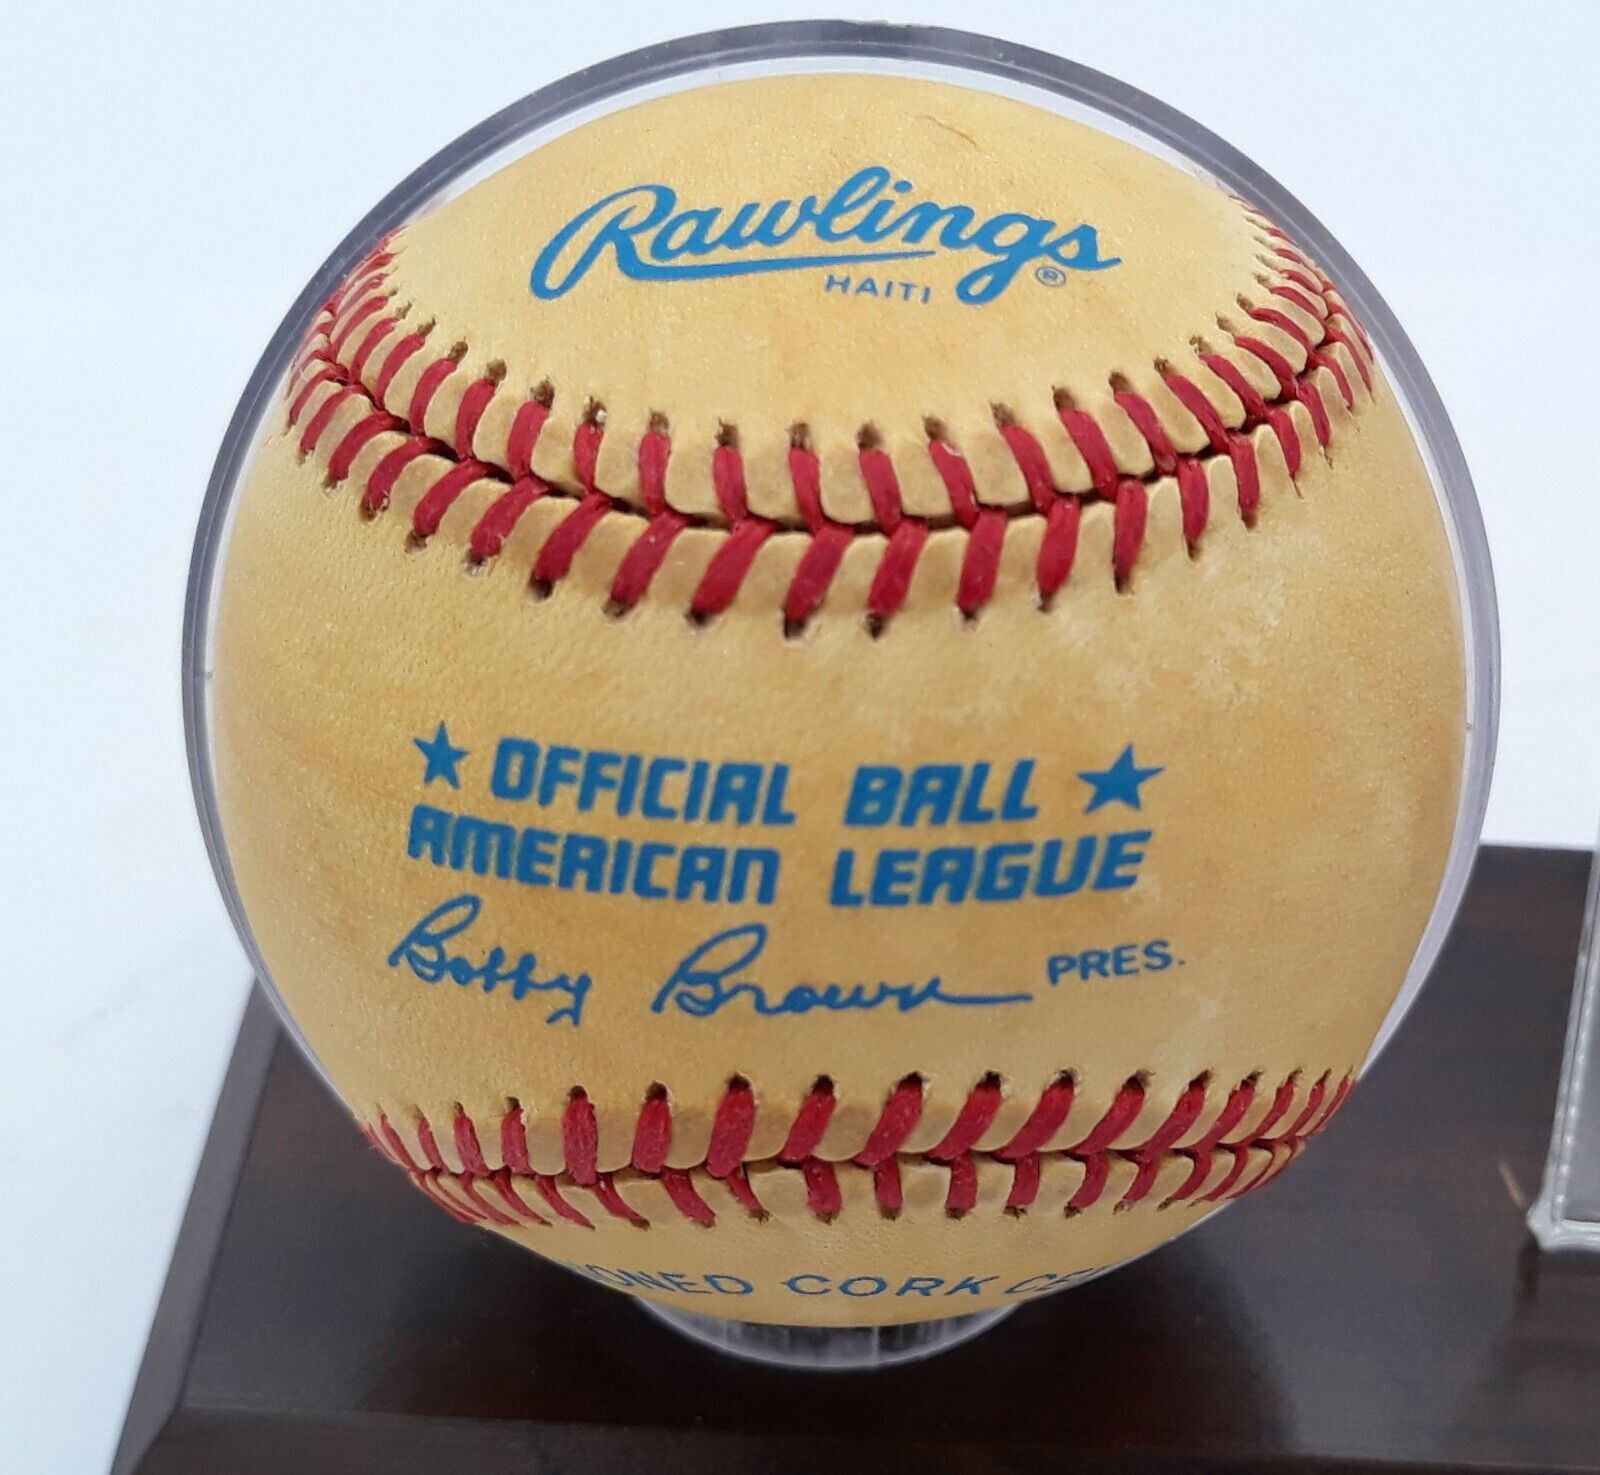 Rawlings ®
HAITI
★ OFFICIAL BALL ★
AMERICAN LEAGUE
Bobby Brown PRES.
CORK